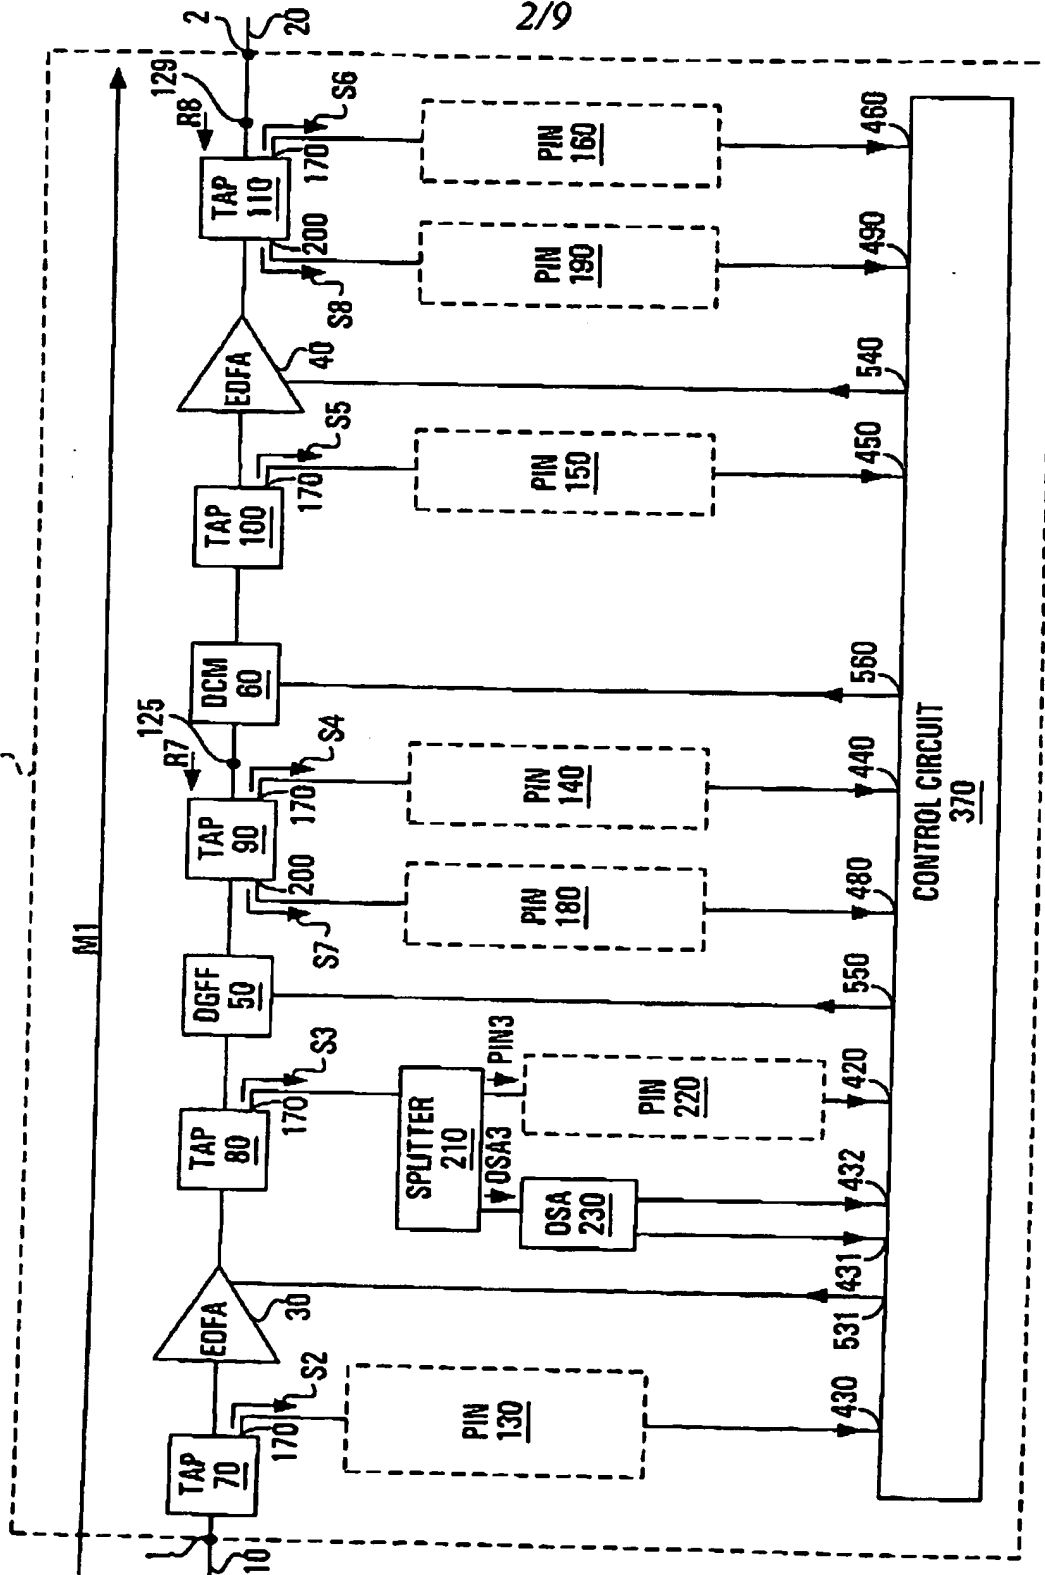 2/9
M1
10
TAP
70
170
S2
EDFA
30
TAP
80
170
S3
DGFF
50
S7
200
TAP
90
R7
125
170
S4
DCM
60
TAP
100
170
S5
EDFA
40
S8
200
TAP
110
R8
129
170
S6
2
20
PIN
130
SPLITTER
210
OSA3
PIN3
OSA
230
PIN
220
PIN
180
PIN
140
PIN
150
PIN
190
PIN
160
430
531
431
432
420
550
480
440
560
450
540
490
460
CONTROL CIRCUIT
370